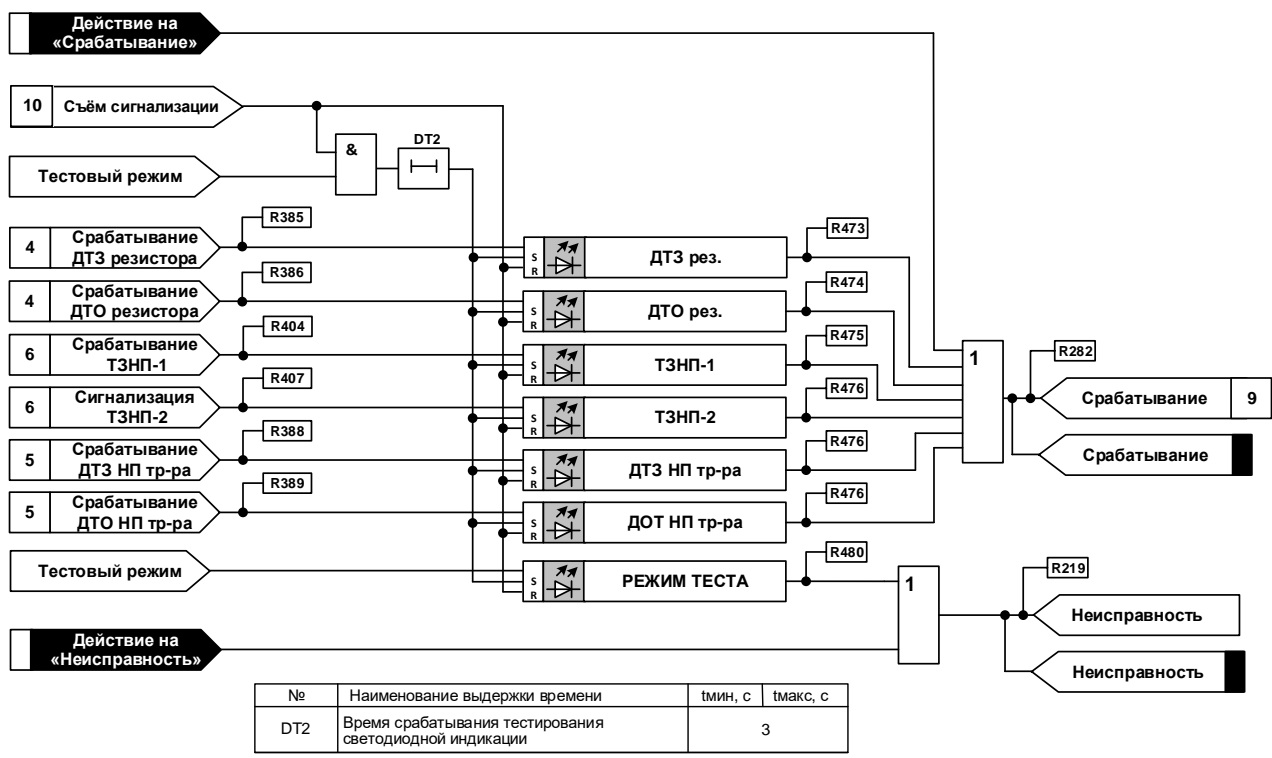 Действие на
«Срабатывание»
10 Съём сигнализации
& DT2
Тестовый режим
R385
4 Срабатывание
ДТЗ резистора
S
R
ДТЗ рез.
R473
R386
4 Срабатывание
ДТО резистора
S
R
ДТО рез.
R474
R404
6 Срабатывание
ТЗНП-1
S
R
ТЗНП-1
R475
R407
6 Сигнализация
ТЗНП-2
S
R
ТЗНП-2
R476
R388
5 Срабатывание
ДТЗ НП тр-ра
S
R
ДТЗ НП тр-ра
R476
R389
5 Срабатывание
ДТО НП тр-ра
S
R
ДОТ НП тр-ра
R476
1
R282
Срабатывание 9
Срабатывание
Тестовый режим
S
R
РЕЖИМ ТЕСТА
R480
1
R219
Неисправность
Неисправность
Действие на
«Неисправность»
№ Наименование выдержки времени tмин, с tмакс, с
DT2 Время срабатывания тестирования
светодиодной индикации 3